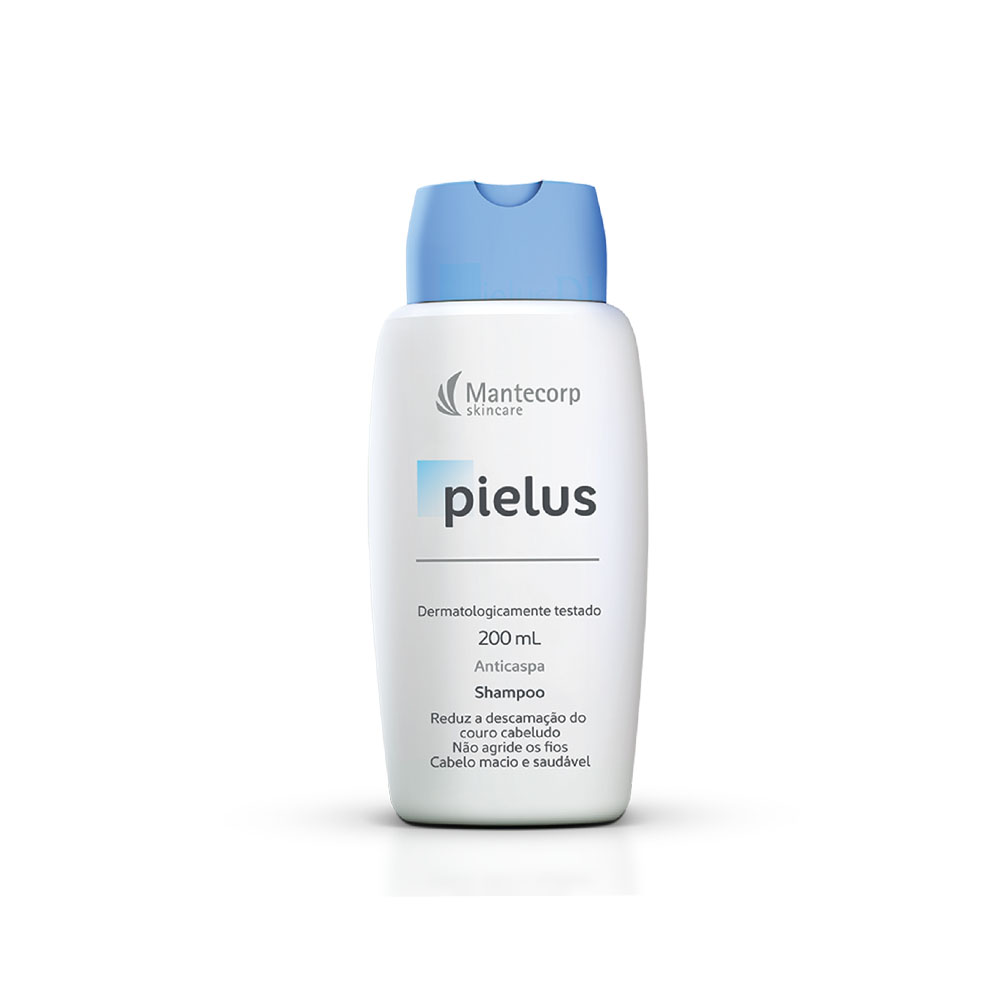 Mantecorp
skincare
pielus
Dermatologicamente testado
200 mL
Anticaspa
Shampoo
Reduz a descamação do
couro cabeludo
Não agride os fios
Cabelo macio e saudável